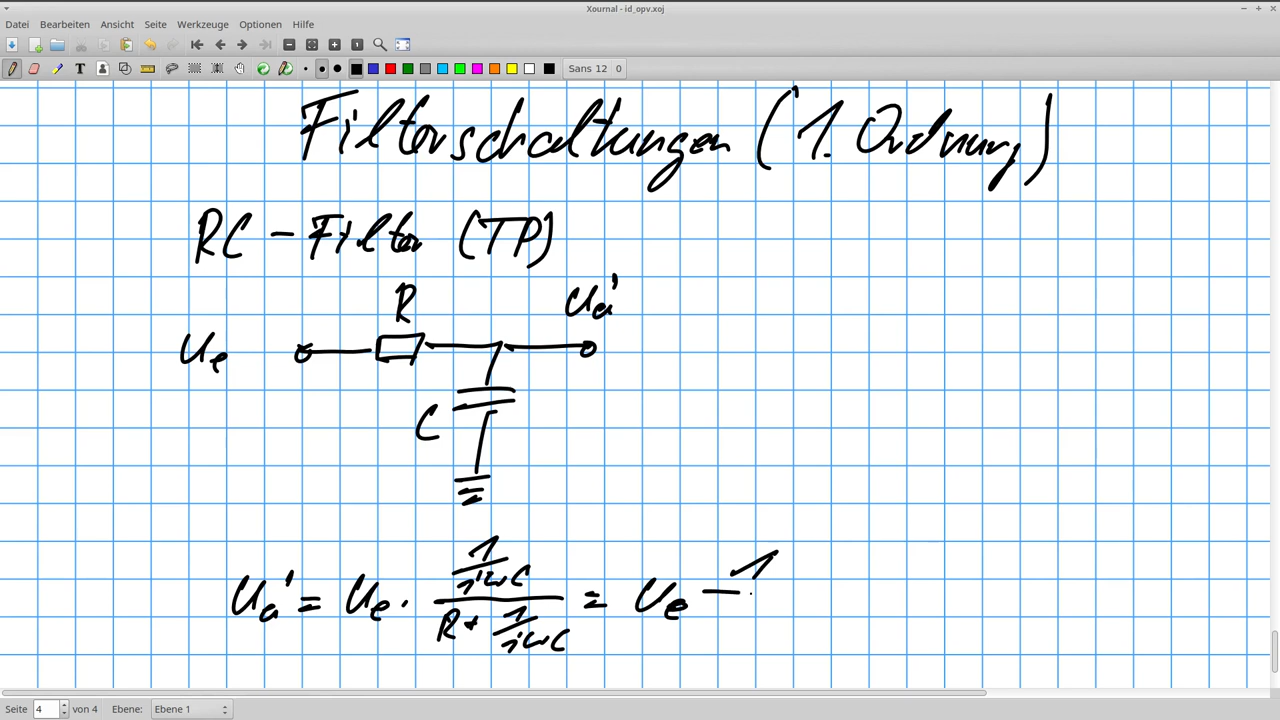 Xournal - id_opv.xoj
Datei Bearbeiten Ansicht Seite Werkzeuge Optionen Hilfe
Sans 12 0
Filterschaltungen (1. Ordnung)
RC - Filter (TP)
R
Ua'
Ue
C
Ua' = Ue · (1/(jωC))/(R + 1/(jωC)) = Ue 1
Seite 4 von 4 Ebene: Ebene 1